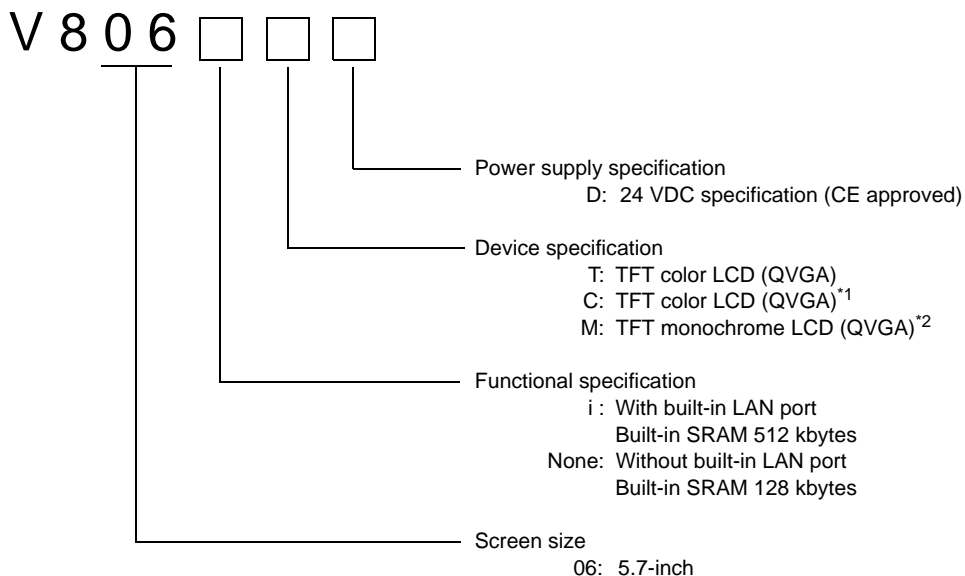 V 8 0 6 □ □ □
Power supply specification
D: 24 VDC specification (CE approved)
Device specification
T: TFT color LCD (QVGA)
C: TFT color LCD (QVGA)*1
M: TFT monochrome LCD (QVGA)*2
Functional specification
i : With built-in LAN port
Built-in SRAM 512 kbytes
None: Without built-in LAN port
Built-in SRAM 128 kbytes
Screen size
06: 5.7-inch